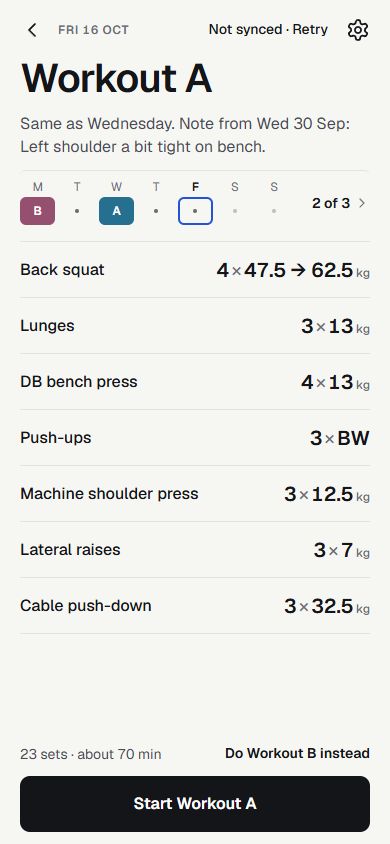 FRI 16 OCT
Not synced · Retry
Workout A
Same as Wednesday. Note from Wed 30 Sep:
Left shoulder a bit tight on bench.
M T W T F S S
B A
2 of 3
Back squat 4×47.5 → 62.5 kg
Lunges 3×13 kg
DB bench press 4×13 kg
Push-ups 3×BW
Machine shoulder press 3×12.5 kg
Lateral raises 3×7 kg
Cable push-down 3×32.5 kg
23 sets · about 70 min
Do Workout B instead
Start Workout A